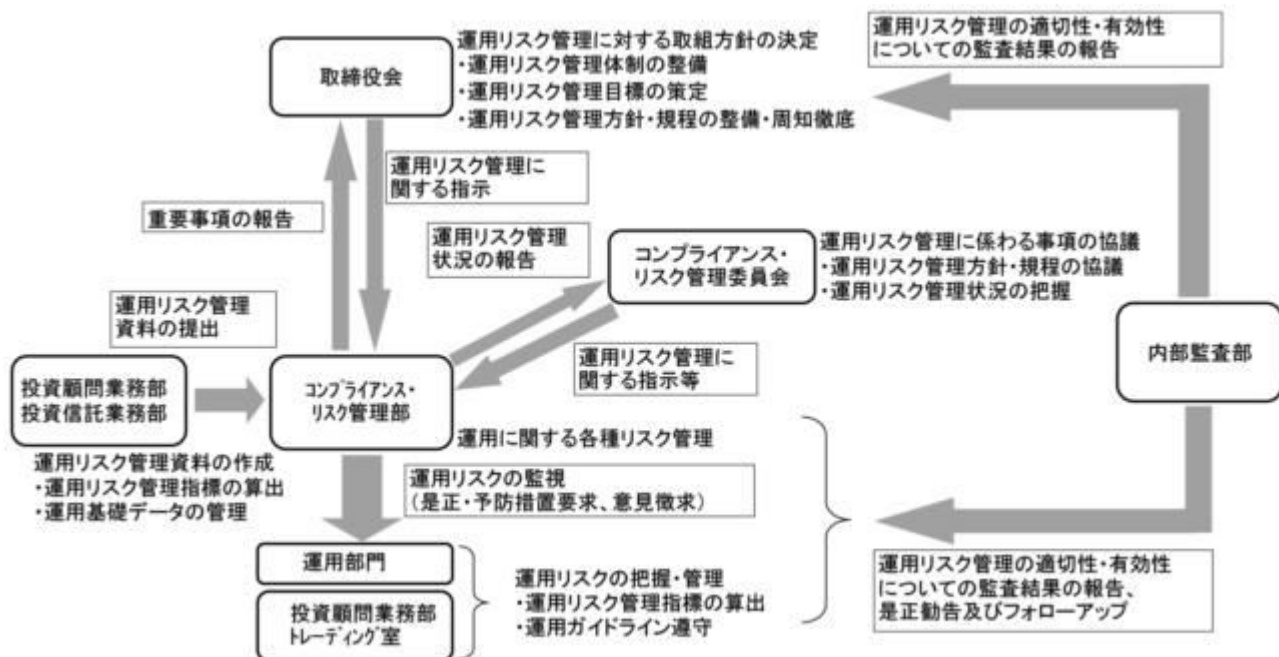 取締役会
運用リスク管理に対する取組方針の決定
・運用リスク管理体制の整備
・運用リスク管理目標の策定
・運用リスク管理方針・規程の整備・周知徹底
運用リスク管理の適切性・有効性
についての監査結果の報告
運用リスク管理に
関する指示
重要事項の報告
運用リスク管理
状況の報告
コンプライアンス・
リスク管理委員会
運用リスク管理に係わる事項の協議
・運用リスク管理方針・規程の協議
・運用リスク管理状況の把握
運用リスク管理
資料の提出
運用リスク管理に
関する指示等
内部監査部
投資顧問業務部
投資信託業務部
コンプライアンス・
リスク管理部
運用に関する各種リスク管理
運用リスク管理資料の作成
・運用リスク管理指標の算出
・運用基礎データの管理
運用リスクの監視
（是正・予防措置要求、意見徴求）
運用部門
投資顧問業務部
トレーディング室
運用リスクの把握・管理
・運用リスク管理指標の算出
・運用ガイドライン遵守
運用リスク管理の適切性・有効性
についての監査結果の報告、
是正勧告及びフォローアップ